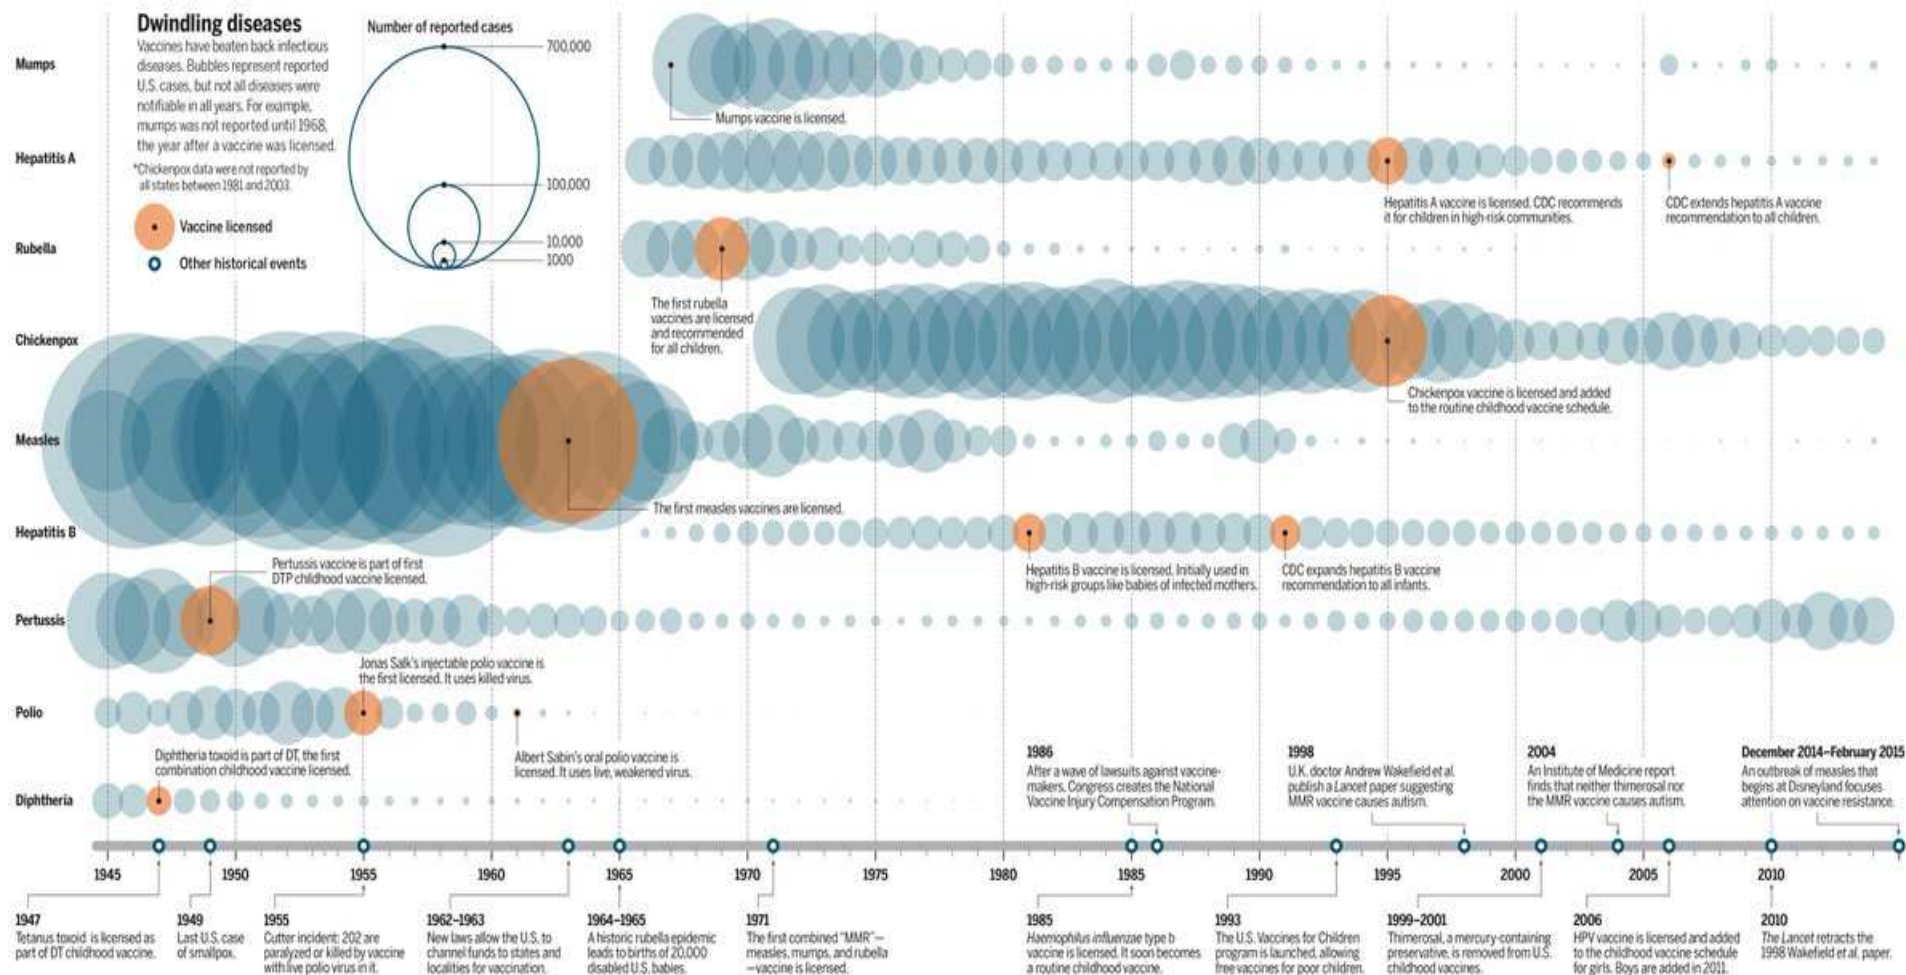 Dwindling diseases
Vaccines have beaten back infectious
diseases. Bubbles represent reported
U.S. cases, but not all diseases were
notifiable in all years. For example,
mumps was not reported until 1968,
the year after a vaccine was licensed.
*Chickenpox data were not reported by
all states between 1981 and 2003.
Vaccine licensed
Other historical events
Number of reported cases
700,000
100,000
10,000
1000
Mumps
Mumps vaccine is licensed.
Hepatitis A
Hepatitis A vaccine is licensed. CDC recommends
it for children in high-risk communities.
CDC extends hepatitis A vaccine
recommendation to all children.
Rubella
The first rubella
vaccines are licensed
and recommended
for all children.
Chickenpox
Chickenpox vaccine is licensed and added
to the routine childhood vaccine schedule.
Measles
The first measles vaccines are licensed.
Hepatitis B
Hepatitis B vaccine is licensed. Initially used in
high-risk groups like babies of infected mothers.
CDC expands hepatitis B vaccine
recommendation to all infants.
Pertussis vaccine is part of first
DTP childhood vaccine licensed.
Pertussis
Jonas Salk's injectable polio vaccine is
the first licensed. It uses killed virus.
Polio
Albert Sabin's oral polio vaccine is
licensed. It uses live, weakened virus.
Diphtheria toxoid is part of DT, the first
combination childhood vaccine licensed.
Diphtheria
1986
After a wave of lawsuits against vaccine-
makers, Congress creates the National
Vaccine Injury Compensation Program.
1998
U.K. doctor Andrew Wakefield et al.
publish a Lancet paper suggesting
MMR vaccine causes autism.
2004
An Institute of Medicine report
finds that neither thimerosal nor
the MMR vaccine causes autism.
December 2014–February 2015
An outbreak of measles that
begins at Disneyland focuses
attention on vaccine resistance.
1945 1950 1955 1960 1965 1970 1975 1980 1985 1990 1995 2000 2005 2010
1947
Tetanus toxoid is licensed as
part of DT childhood vaccine.
1949
Last U.S. case
of smallpox.
1955
Cutter incident: 202 are
paralyzed or killed by vaccine
with live polio virus in it.
1962–1963
New laws allow the U.S. to
channel funds to states and
localities for vaccination.
1964–1965
A historic rubella epidemic
leads to births of 20,000
disabled U.S. babies.
1971
The first combined "MMR"—
measles, mumps, and rubella
—vaccine is licensed.
1985
Haemophilus influenzae type b
vaccine is licensed. It soon becomes
a routine childhood vaccine.
1993
The U.S. Vaccines for Children
program is launched, allowing
free vaccines for poor children.
1999–2001
Thimerosal, a mercury-containing
preservative, is removed from U.S.
childhood vaccines.
2006
HPV vaccine is licensed and added
to the childhood vaccine schedule
for girls. Boys are added in 2011.
2010
The Lancet retracts the
1998 Wakefield et al. paper.